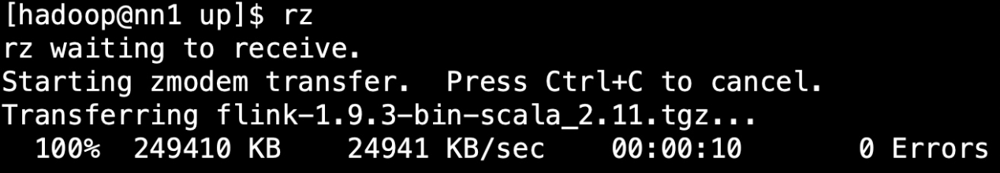 [hadoop@nn1 up]$ rz
rz waiting to receive.
Starting zmodem transfer.  Press Ctrl+C to cancel.
Transferring flink-1.9.3-bin-scala_2.11.tgz...
  100%  249410 KB    24941 KB/sec    00:00:10       0 Errors